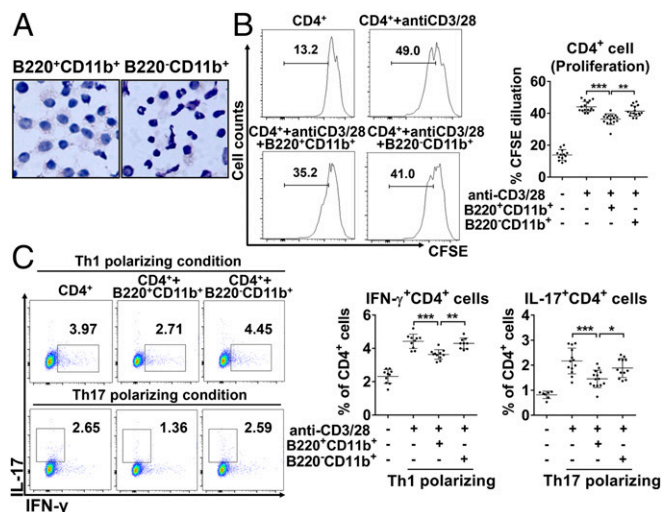 A
B220⁺CD11b⁺ B220⁻CD11b⁺
B
CD4⁺ CD4⁺+antiCD3/28
13.2 49.0
CD4⁺+antiCD3/28 CD4⁺+antiCD3/28
+B220⁺CD11b⁺ +B220⁻CD11b⁺
35.2 41.0
Cell counts
CFSE
CD4⁺ cell
(Proliferation)
% CFSE diluation
60
40
20
0
*** **
anti-CD3/28 - + + +
B220⁺CD11b⁺ - - + -
B220⁻CD11b⁺ - - - +
C
Th1 polarizing condition
CD4⁺ CD4⁺+ CD4⁺+
B220⁺CD11b⁺ B220⁻CD11b⁺
3.97 2.71 4.45
Th17 polarizing condition
2.65 1.36 2.59
IL-17
IFN-γ
IFN-γ⁺CD4⁺ cells
% of CD4⁺ cells
6
4
2
0
*** **
IL-17⁺CD4⁺ cells
% of CD4⁺ cells
4
3
2
1
0
*** *
anti-CD3/28 - + + + - + + +
B220⁺CD11b⁺ - - + - - - + -
B220⁻CD11b⁺ - - - + - - - +
Th1 polarizing Th17 polarizing